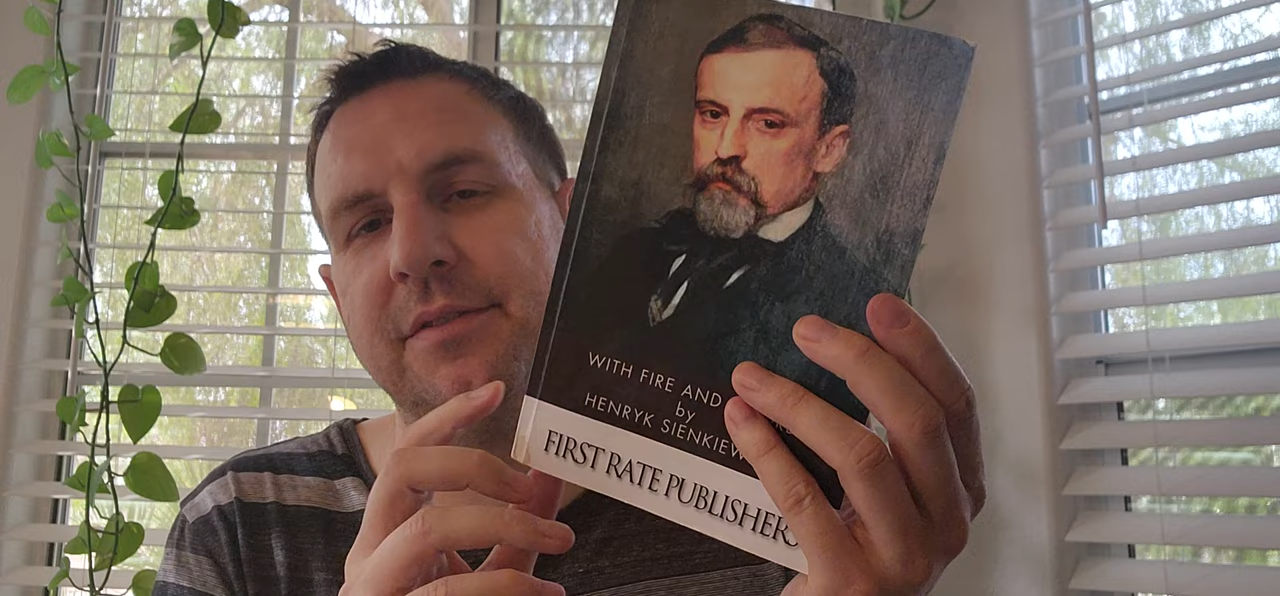 WITH FIRE AND
by
HENRYK SIENKIEW
FIRST RATE PUBLISHERS